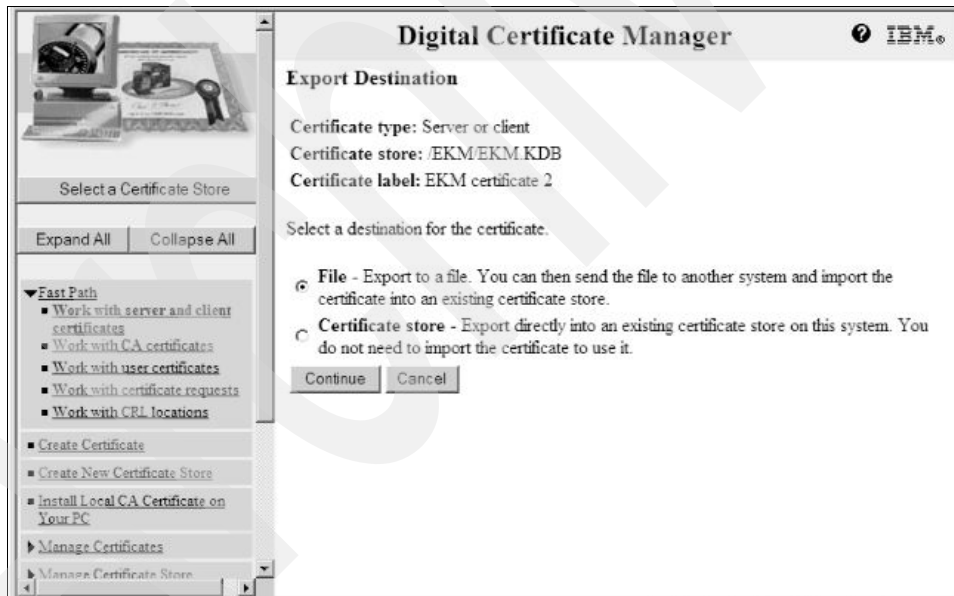 Digital Certificate Manager
IBM®
Select a Certificate Store
Expand All
Collapse All
Fast Path
Work with server and client
certificates
Work with CA certificates
Work with user certificates
Work with certificate requests
Work with CRL locations
Create Certificate
Create New Certificate Store
Install Local CA Certificate on
Your PC
Manage Certificates
Manage Certificate Store
Export Destination
Certificate type: Server or client
Certificate store: /EKM/EKM.KDB
Certificate label: EKM certificate 2
Select a destination for the certificate.
File - Export to a file. You can then send the file to another system and import the
certificate into an existing certificate store.
Certificate store - Export directly into an existing certificate store on this system. You
do not need to import the certificate to use it.
Continue
Cancel